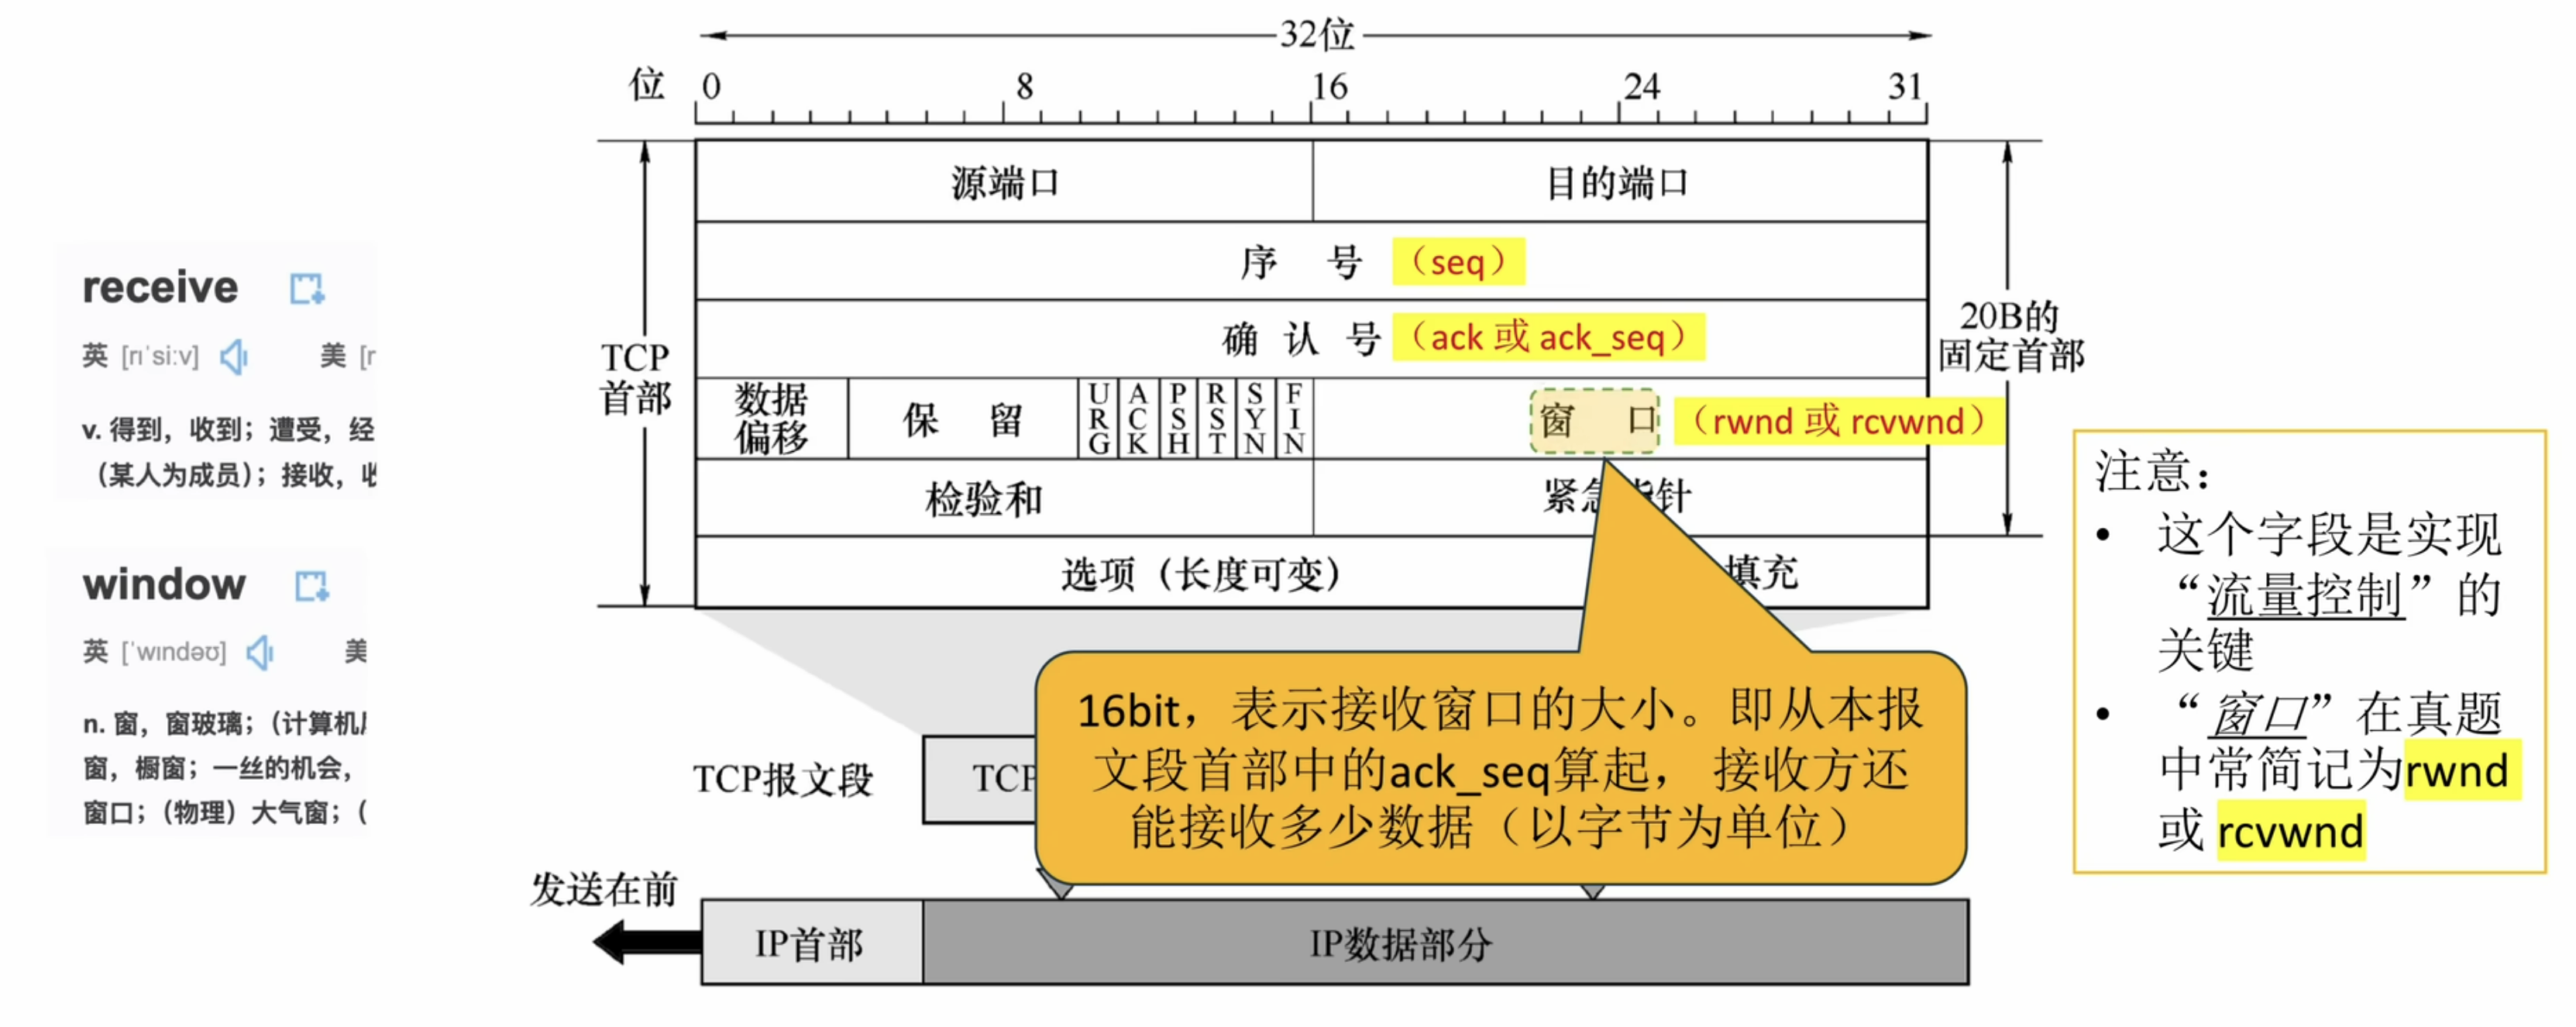 32位
位 0 8 16 24 31
源端口 目的端口
序 号 （seq）
确 认 号 （ack 或 ack_seq）
数据
偏移
保 留
URG ACK PSH RST SYN FIN
窗 口 （rwnd 或 rcvwnd）
检验和 紧急指针
选项（长度可变） 填充
TCP
首部
20B的
固定首部
receive
英 [rɪˈsiːv] 美 [r
v. 得到，收到；遭受，经
（某人为成员）；接收，收
window
英 [ˈwɪndəʊ] 美
n. 窗，窗玻璃；（计算机
窗，橱窗；一丝的机会，
窗口；（物理）大气窗；（
16bit，表示接收窗口的大小。即从本报
文段首部中的ack_seq算起，接收方还
能接收多少数据（以字节为单位）
TCP报文段 TCP
发送在前
IP首部 IP数据部分
注意：
• 这个字段是实现
“流量控制”的
关键
• “窗口”在真题
中常简记为rwnd
或 rcvwnd